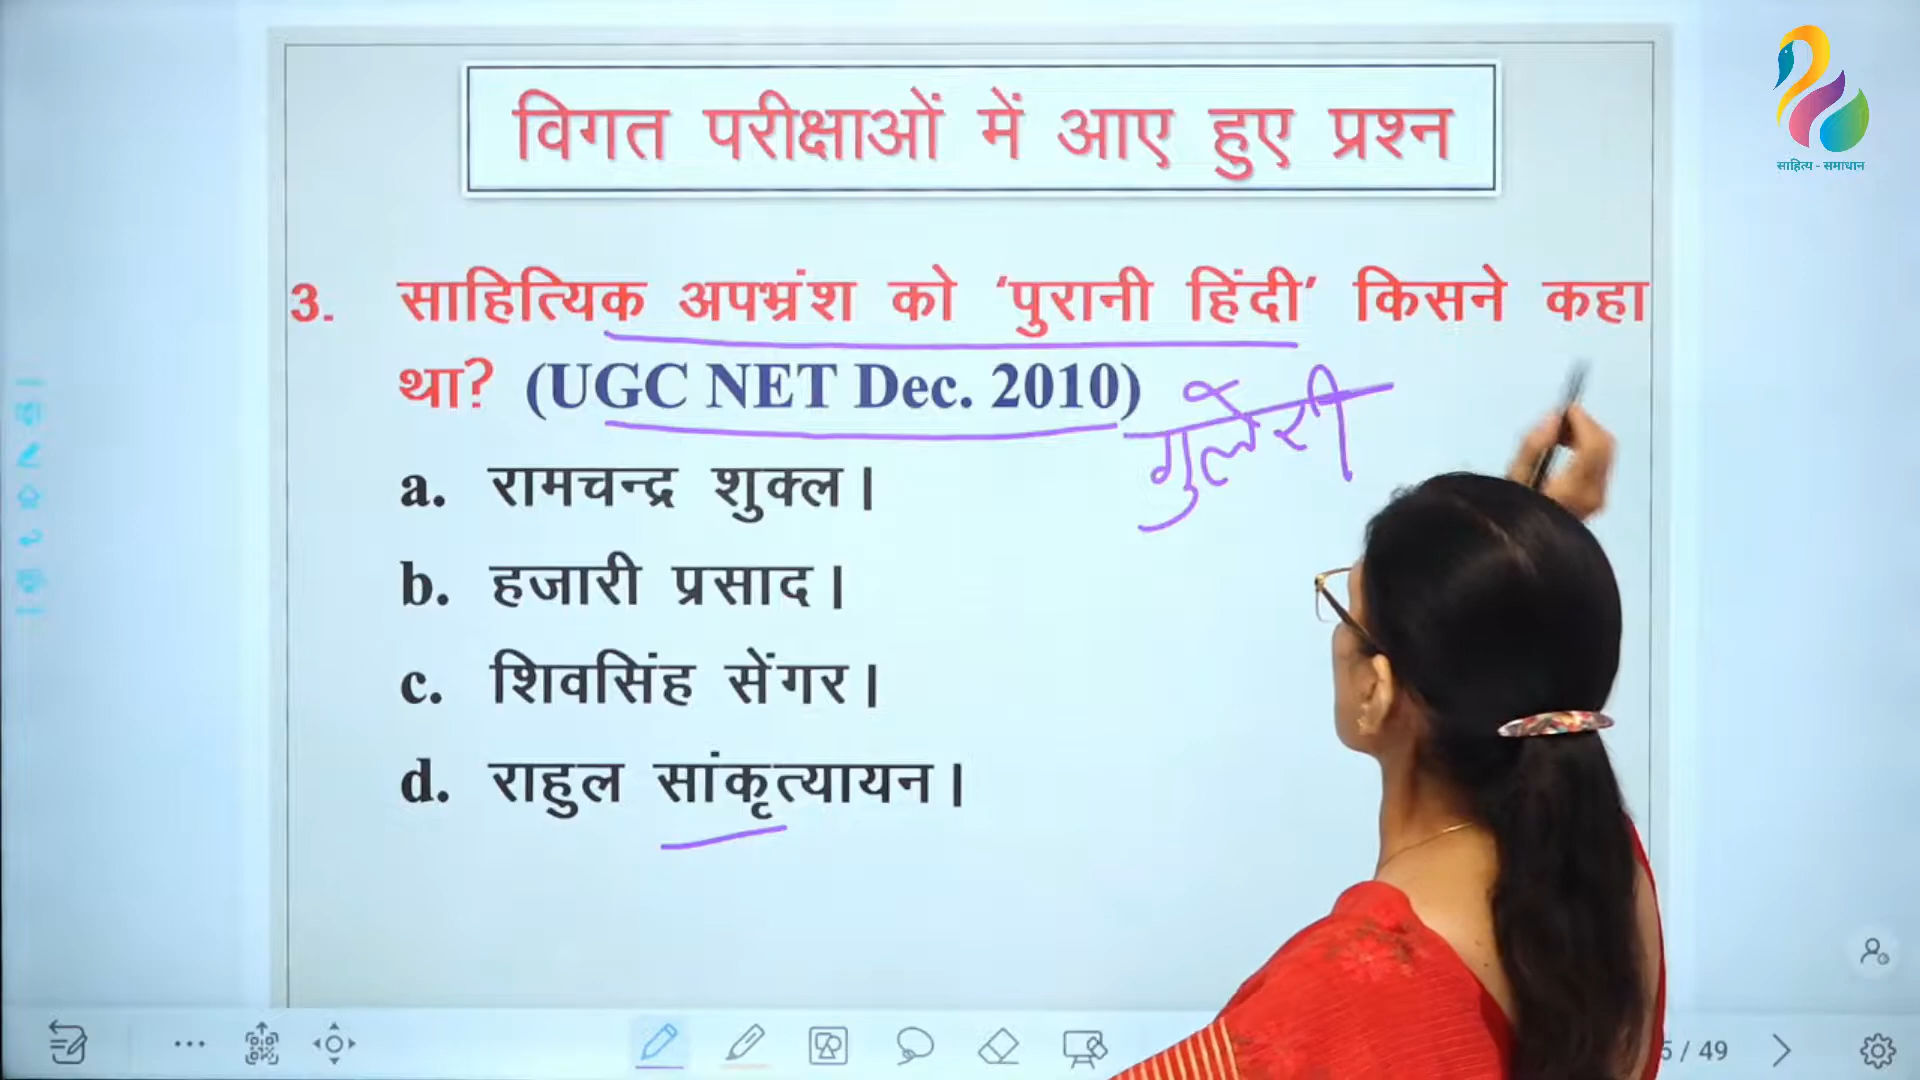 विगत परीक्षाओं में आए हुए प्रश्न
साहित्य - समाधान
3. साहित्यिक अपभ्रंश को ‘पुरानी हिंदी’ किसने कहा
था? (UGC NET Dec. 2010)
गुलेरी
a. रामचन्द्र शुक्ल।
b. हजारी प्रसाद।
c. शिवसिंह सेंगर।
d. राहुल सांकृत्यायन।
5 / 49